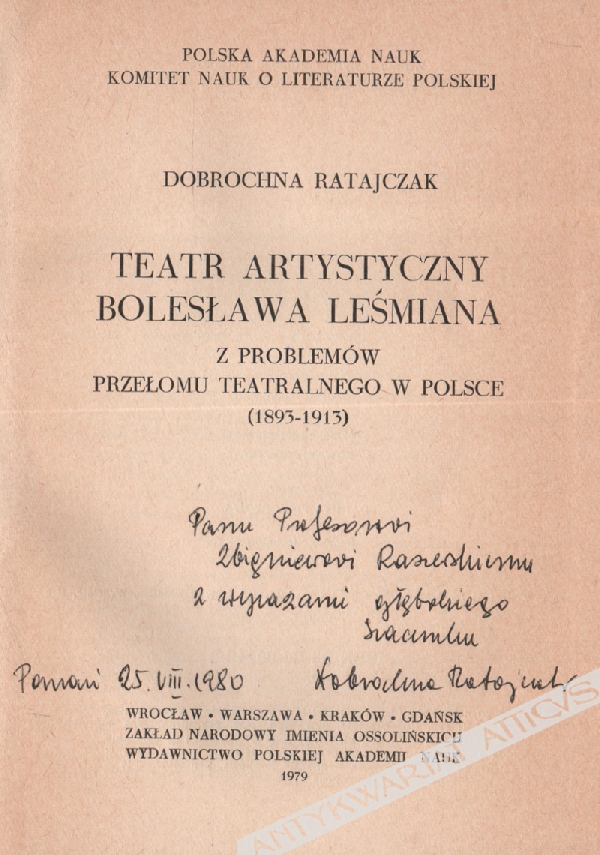 POLSKA AKADEMIA NAUK
KOMITET NAUK O LITERATURZE POLSKIEJ
DOBROCHNA RATAJCZAK
TEATR ARTYSTYCZNY
BOLESŁAWA LEŚMIANA
Z PROBLEMÓW
PRZEŁOMU TEATRALNEGO W POLSCE
(1893-1913)
Panu Profesorowi
Zbigniewowi Raszewskiemu
z wyrazami głębokiego
szacunku
Poznań 25.VIII.1980 Dobrochna Ratajczak
WROCŁAW · WARSZAWA · KRAKÓW · GDAŃSK
ZAKŁAD NARODOWY IMIENIA OSSOLIŃSKICH
WYDAWNICTWO POLSKIEJ AKADEMII NAUK
1979
ANTYKWARIAT ATTICVS